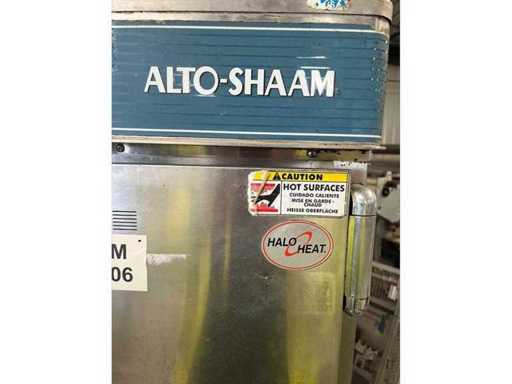 ALTO-SHAAM
CAUTION
HOT SURFACES
CUIDADO CALIENTE
MISE EN GARDE-
CHAUD
HEISSE OBERFLÄCHE
HALO HEAT
M
06